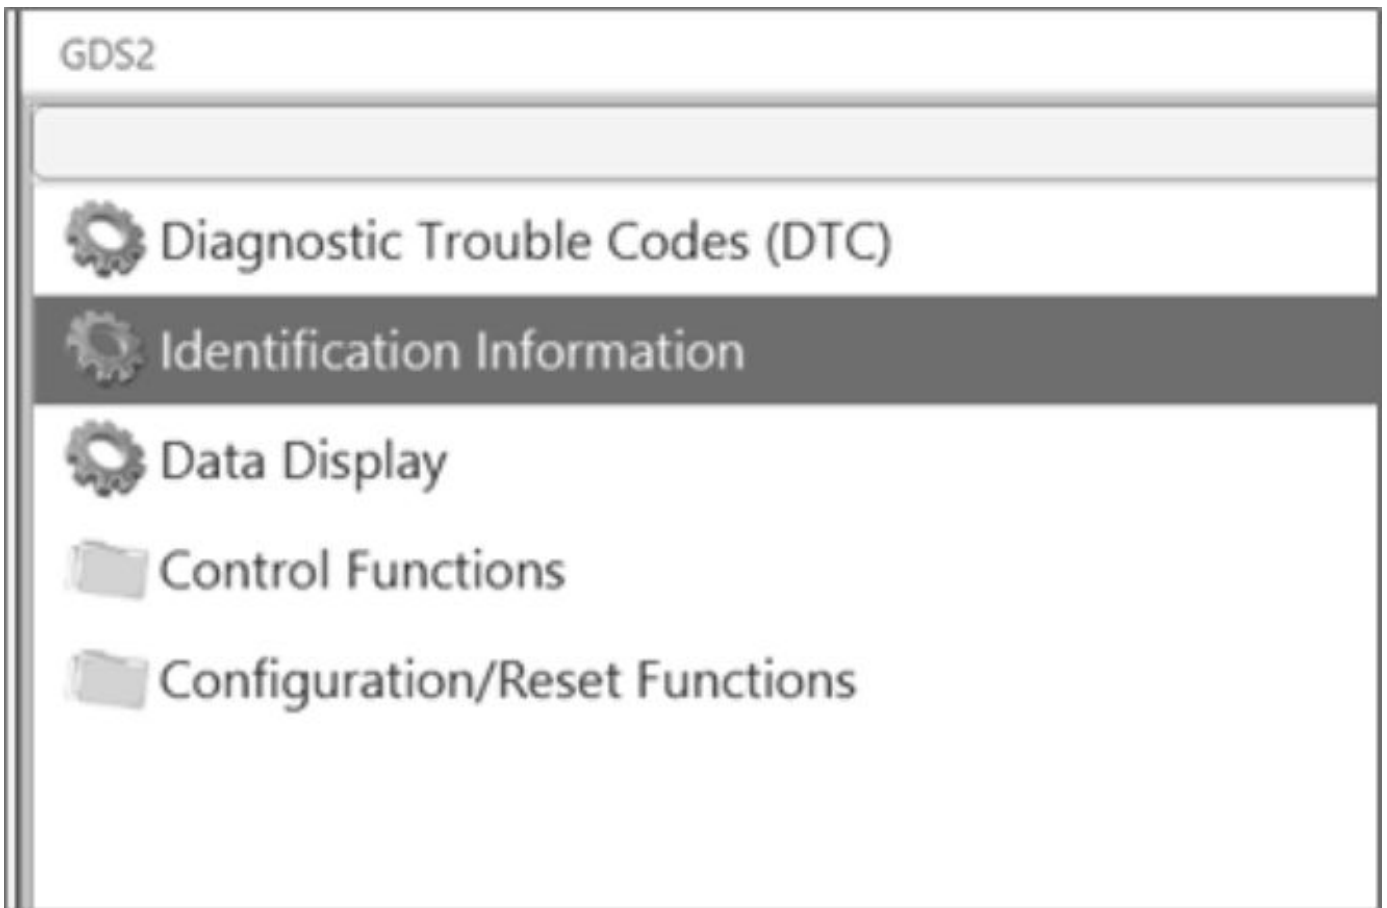 GDS2
Diagnostic Trouble Codes (DTC)
Identification Information
Data Display
Control Functions
Configuration/Reset Functions